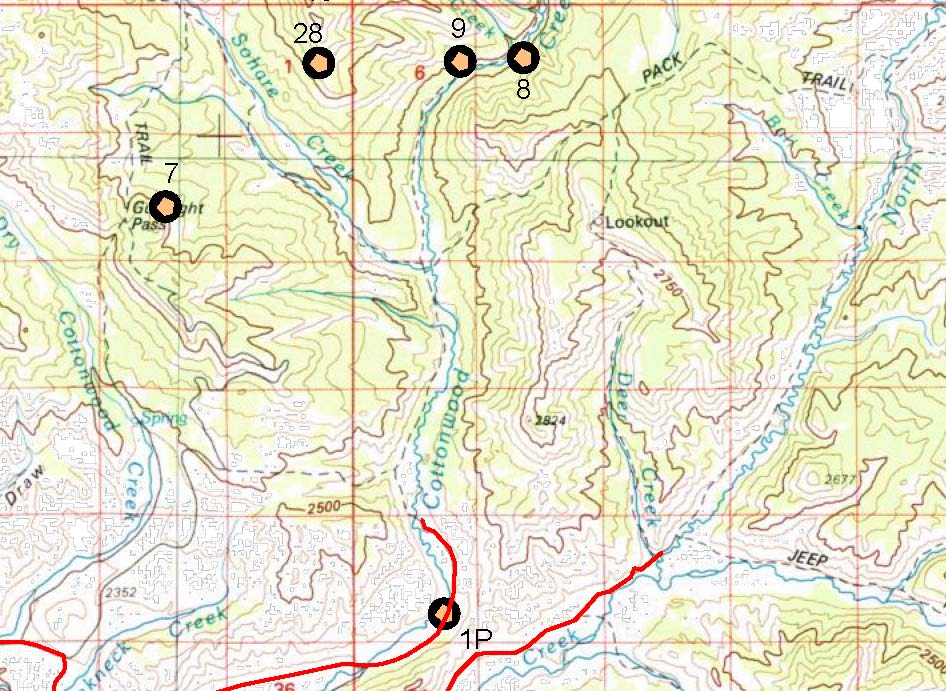 Creek
Creek
28
9
1
6
8
Sohare
Creek
PACK
TRAIL
TRAIL
Creek
North
7
Pass
Lookout
Dry
2750
Cottonwood
Creek
Spring
Cottonwood
2824
Deer
Creek
Draw
2500
2677
JEEP
2352
Creek
1P
Creek
36
2500